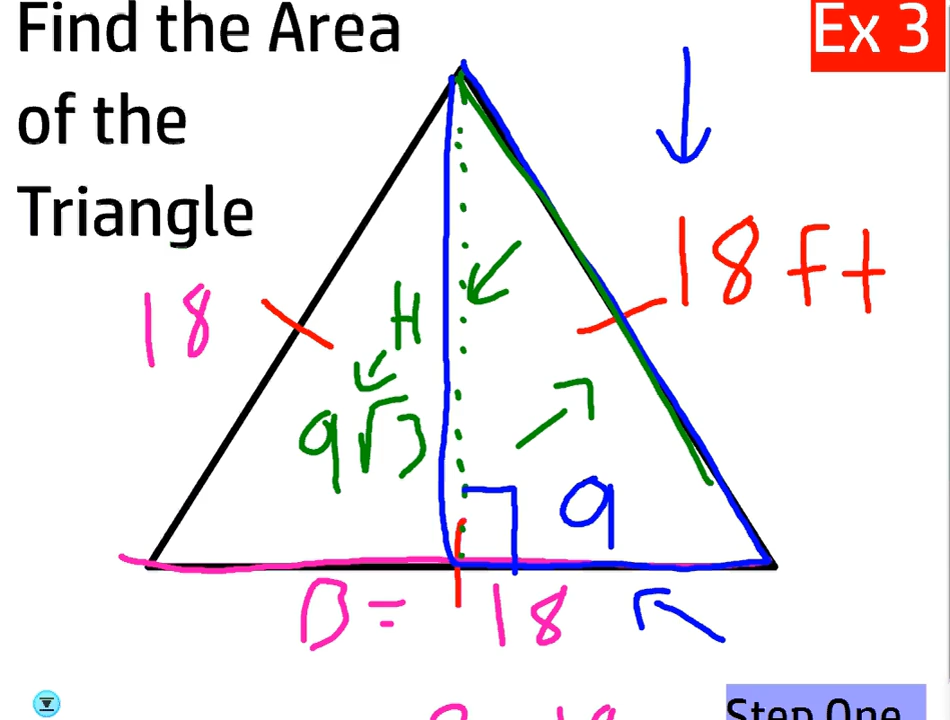 Find the Area
of the
Triangle
Ex 3
18 ft
18
H
9√3
9
B = 18
Step One